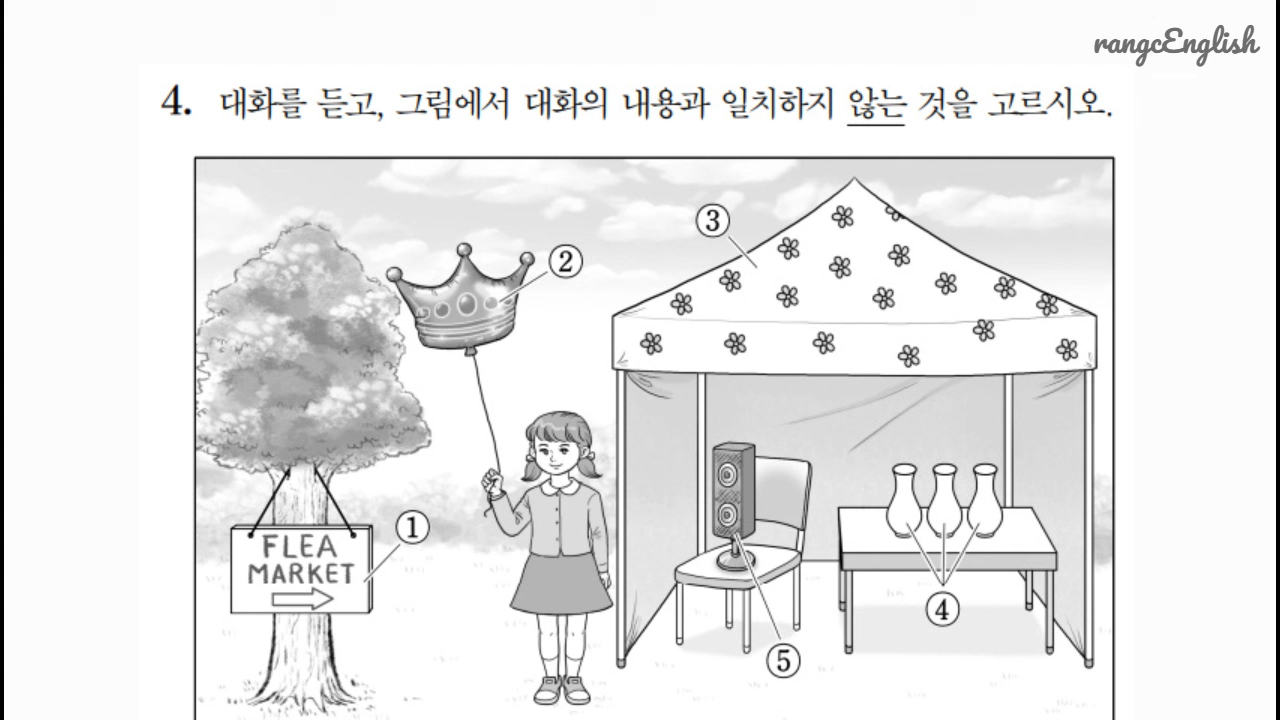 rangcEnglish
4. 대화를 듣고, 그림에서 대화의 내용과 일치하지 않는 것을 고르시오.
③
②
①
FLEA
MARKET
④
⑤